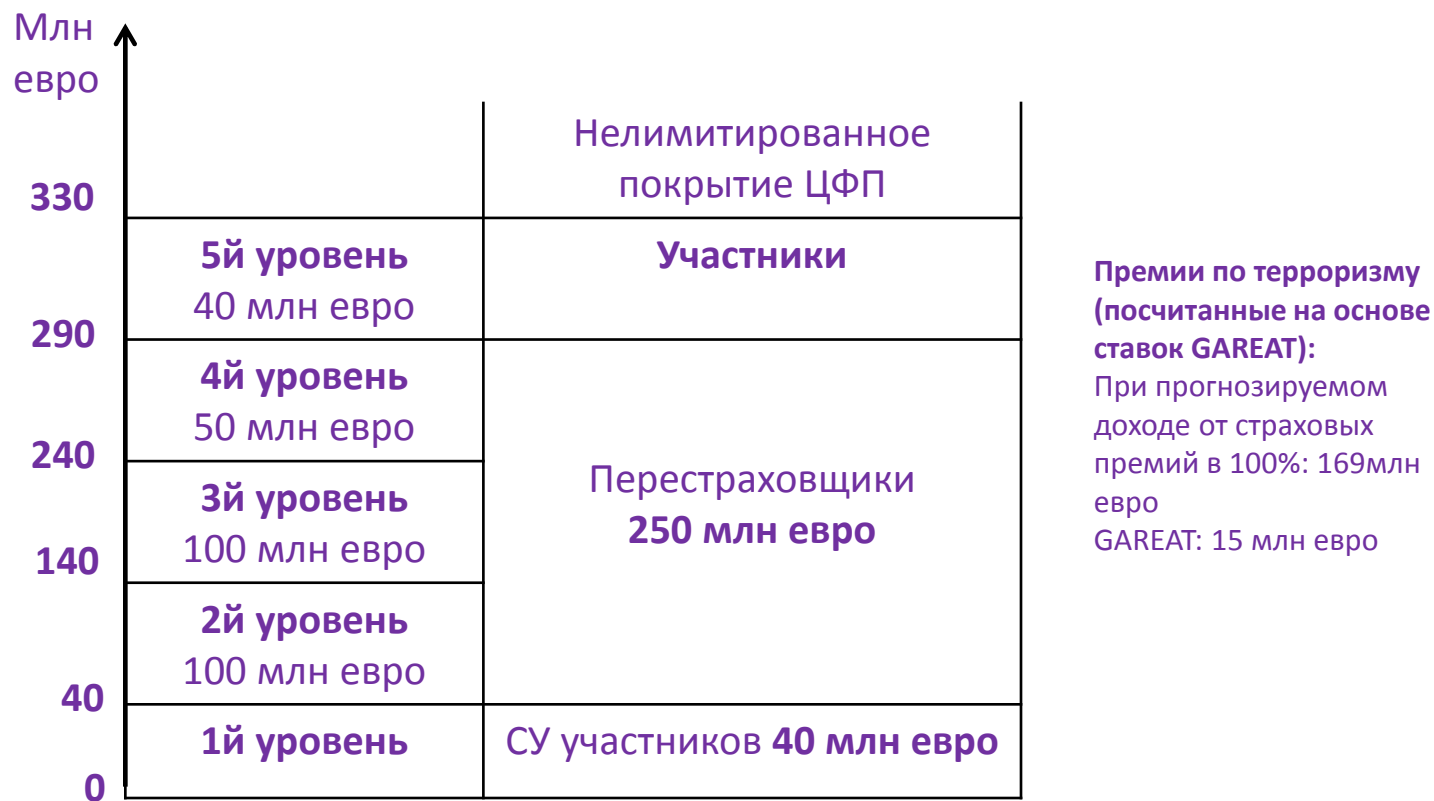 Млн
евро
Нелимитированное
покрытие ЦФП
330
5й уровень
40 млн евро
Участники
290
4й уровень
50 млн евро
240
3й уровень
100 млн евро
Перестраховщики
250 млн евро
140
2й уровень
100 млн евро
40
1й уровень
СУ участников 40 млн евро
0
Премии по терроризму
(посчитанные на основе
ставок GAREAT):
При прогнозируемом
доходе от страховых
премий в 100%: 169млн
евро
GAREAT: 15 млн евро